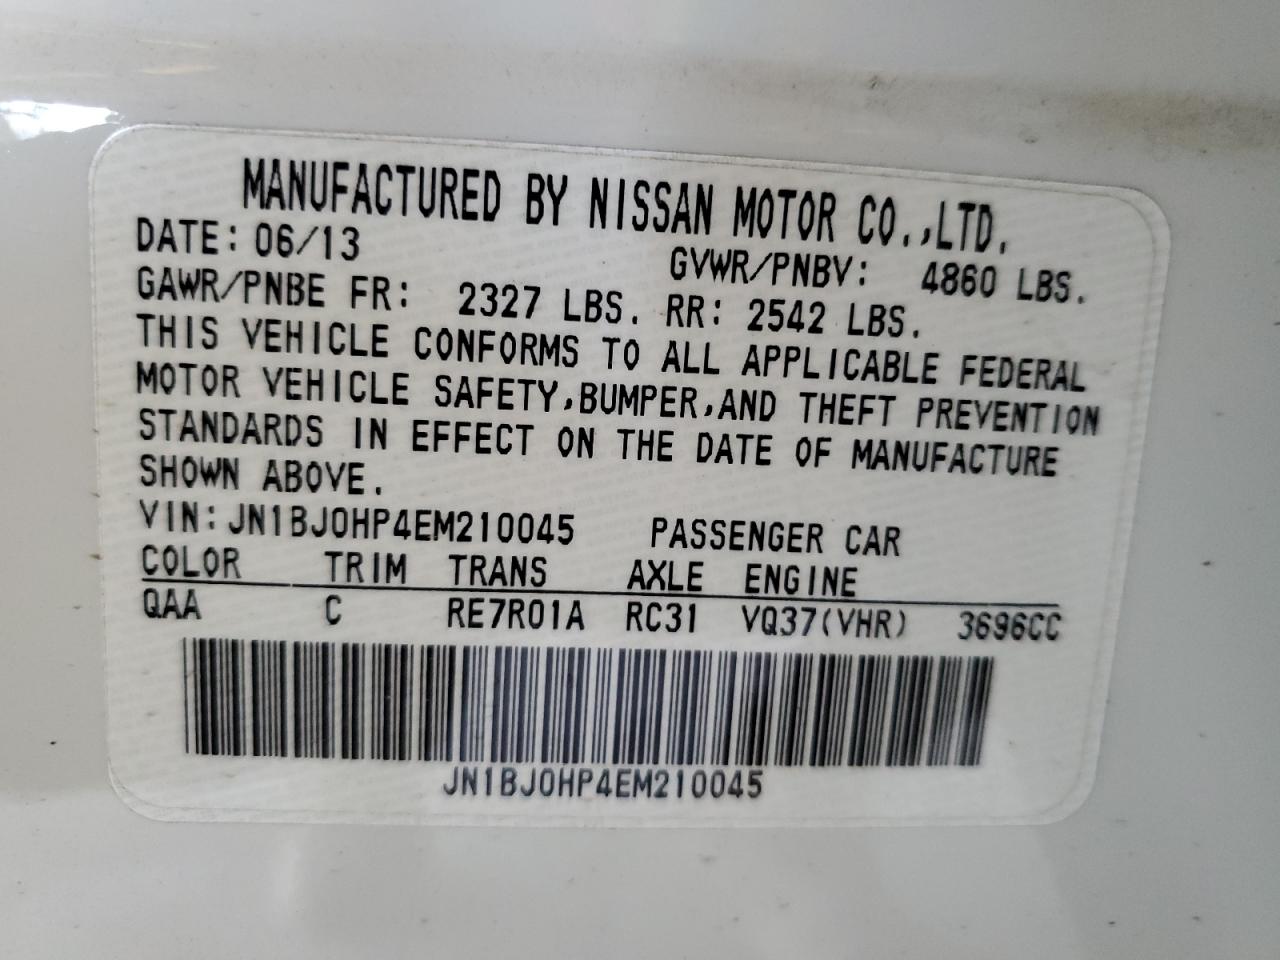 MANUFACTURED BY NISSAN MOTOR CO.,LTD.
DATE: 06/13 GVWR/PNBV: 4860 LBS.
GAWR/PNBE FR: 2327 LBS. RR: 2542 LBS.
THIS VEHICLE CONFORMS TO ALL APPLICABLE FEDERAL
MOTOR VEHICLE SAFETY,BUMPER,AND THEFT PREVENTION
STANDARDS IN EFFECT ON THE DATE OF MANUFACTURE
SHOWN ABOVE.
VIN: JN1BJ0HP4EM210045 PASSENGER CAR
COLOR TRIM TRANS AXLE ENGINE
QAA C RE7R01A RC31 VQ37(VHR) 3696CC
JN1BJ0HP4EM210045